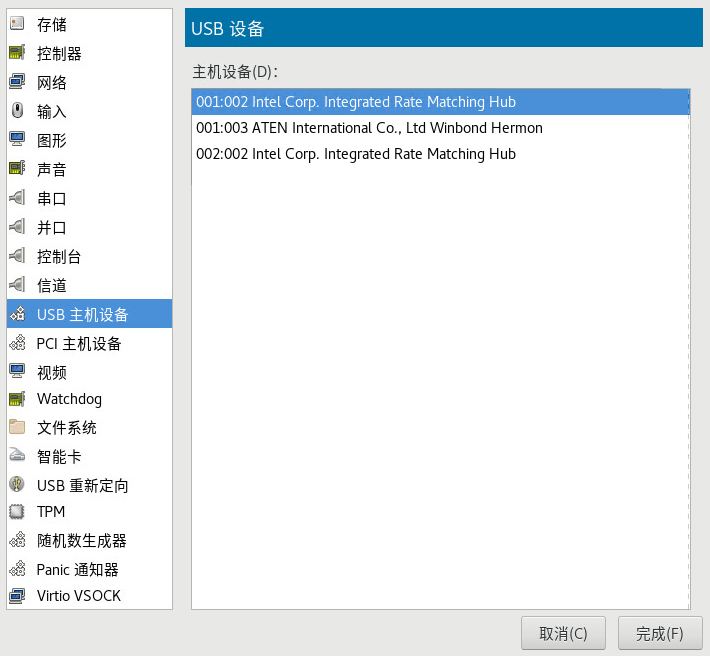 存储
控制器
网络
输入
图形
声音
串口
并口
控制台
信道
USB 主机设备
PCI 主机设备
视频
Watchdog
文件系统
智能卡
USB 重新定向
TPM
随机数生成器
Panic 通知器
Virtio VSOCK
USB 设备
主机设备(D)：
001:002 Intel Corp. Integrated Rate Matching Hub
001:003 ATEN International Co., Ltd Winbond Hermon
002:002 Intel Corp. Integrated Rate Matching Hub
取消(C)
完成(F)